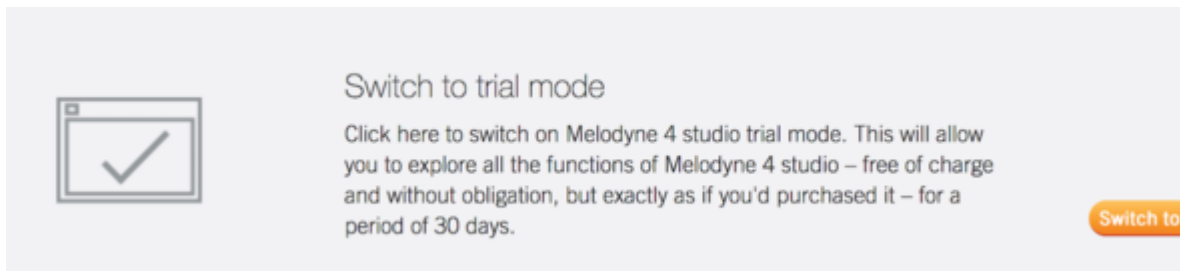 Switch to trial mode
Click here to switch on Melodyne 4 studio trial mode. This will allow
you to explore all the functions of Melodyne 4 studio – free of charge
and without obligation, but exactly as if you'd purchased it – for a
period of 30 days.
Switch to